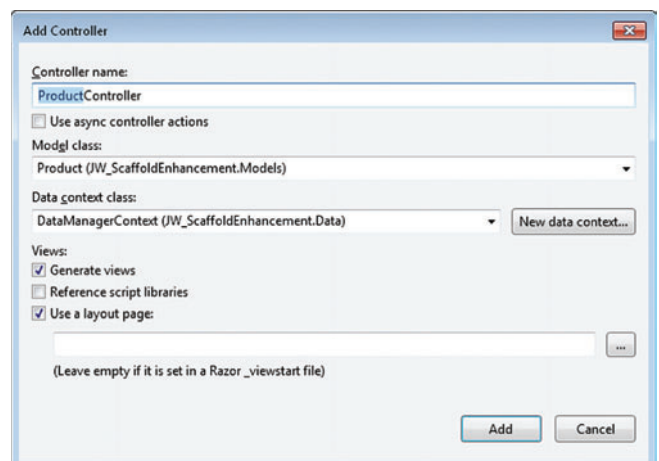 Add Controller
Controller name:
ProductController
Use async controller actions
Model class:
Product (JW_ScaffoldEnhancement.Models)
Data context class:
DataManagerContext (JW_ScaffoldEnhancement.Data)
New data context...
Views:
Generate views
Reference script libraries
Use a layout page:
...
(Leave empty if it is set in a Razor _viewstart file)
Add
Cancel